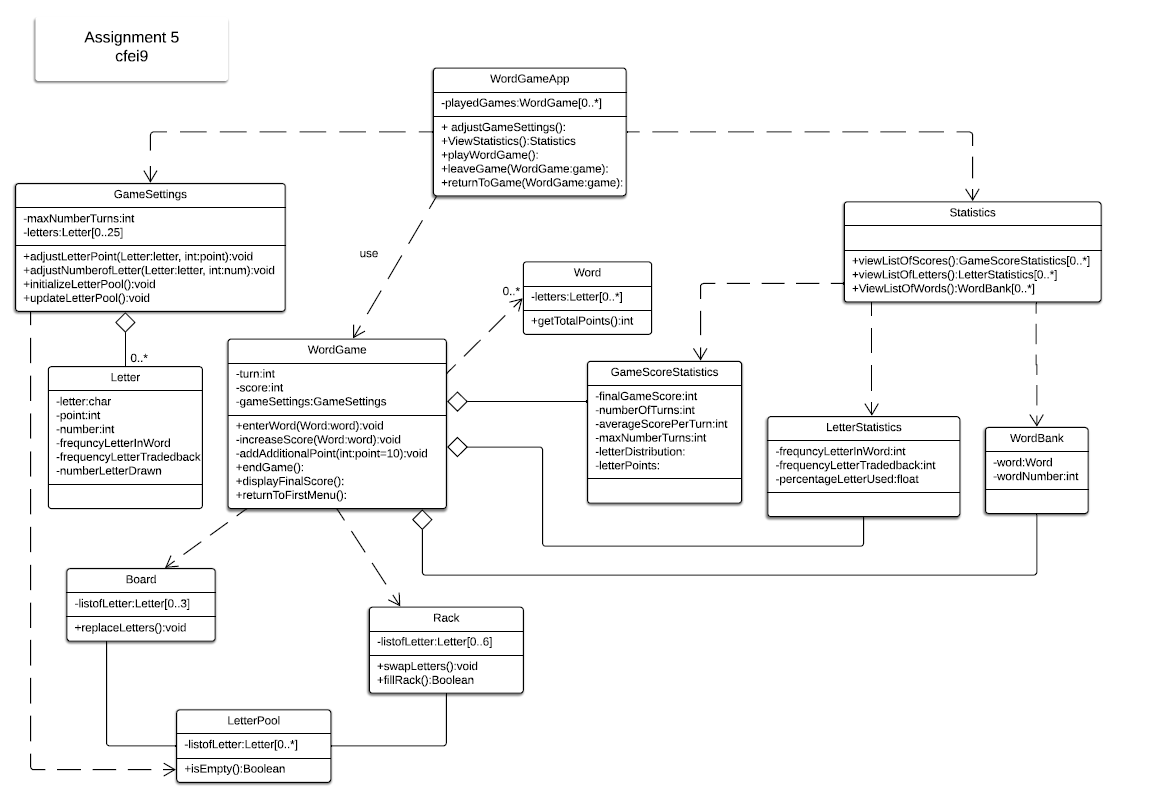 Assignment 5
cfei9
WordGameApp
-playedGames:WordGame[0..*]
+ adjustGameSettings():
+ViewStatistics():Statistics
+playWordGame():
+leaveGame(WordGame:game):
+returnToGame(WordGame:game):
GameSettings
-maxNumberTurns:int
-letters:Letter[0..25]
+adjustLetterPoint(Letter:letter, int:point):void
+adjustNumberofLetter(Letter:letter, int:num):void
+initializeLetterPool():void
+updateLetterPool():void
Statistics
+viewListOfScores():GameScoreStatistics[0..*]
+viewListOfLetters():LetterStatistics[0..*]
+ViewListOfWords():WordBank[0..*]
use
Word
-letters:Letter[0..*]
+getTotalPoints():int
0..*
0..*
Letter
-letter:char
-point:int
-number:int
-frequncyLetterInWord
-frequencyLetterTradedback
-numberLetterDrawn
WordGame
-turn:int
-score:int
-gameSettings:GameSettings
+enterWord(Word:word):void
-increaseScore(Word:word):void
-addAdditionalPoint(int:point=10):void
+endGame():
+displayFinalScore():
+returnToFirstMenu():
GameScoreStatistics
-finalGameScore:int
-numberOfTurns:int
-averageScorePerTurn:int
-maxNumberTurns:int
-letterDistribution:
-letterPoints:
LetterStatistics
-frequncyLetterInWord:int
-frequencyLetterTradedback:int
-percentageLetterUsed:float
WordBank
-word:Word
-wordNumber:int
Board
-listofLetter:Letter[0..3]
+replaceLetters():void
Rack
-listofLetter:Letter[0..6]
+swapLetters():void
+fillRack():Boolean
LetterPool
-listofLetter:Letter[0..*]
+isEmpty():Boolean